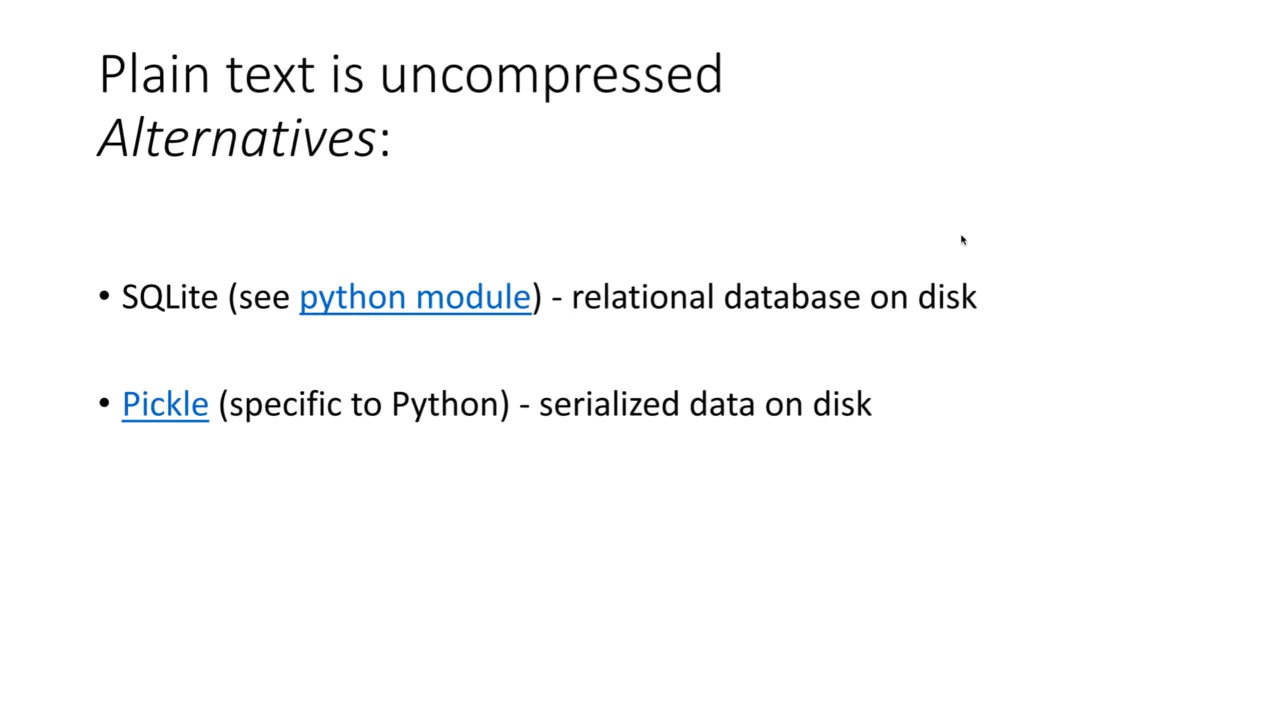 Plain text is uncompressed
Alternatives:
• SQLite (see python module) - relational database on disk
• Pickle (specific to Python) - serialized data on disk